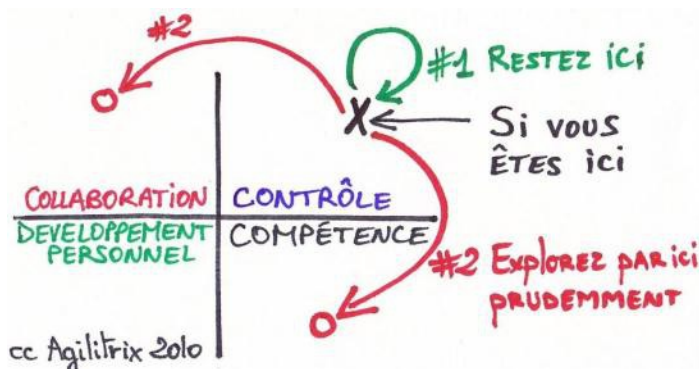 #2
#1 RESTEZ ICI
Si vous
ÊTES ici
COLLABORATION
CONTRÔLE
DEVELOPPEMENT
PERSONNEL
COMPÉTENCE
#2 Explorez par ici
PRUDEMMENT
X
cc Agilitrix 2010